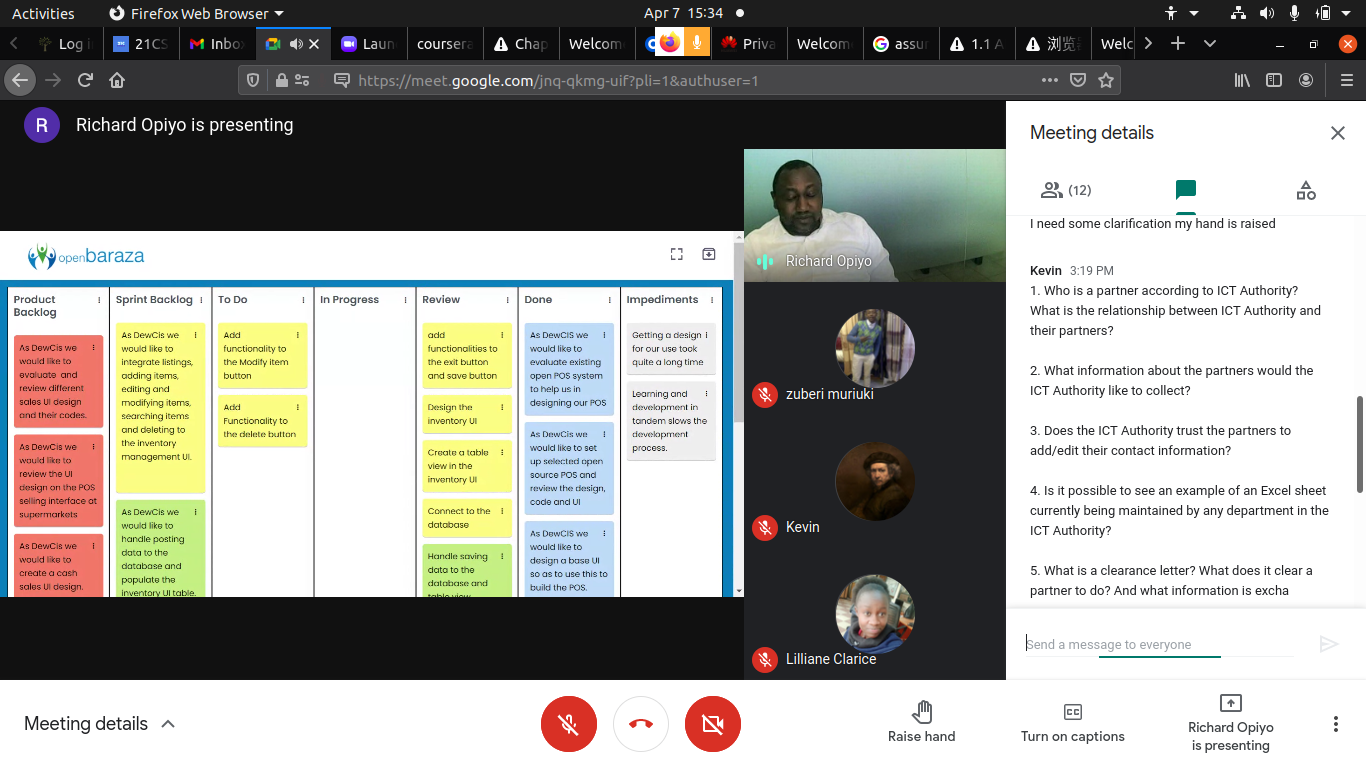 Activities
Firefox Web Browser
Apr 7 15:34
Log i
21CS
Inbo
Laun
coursera
Chap
Welcome
Priva
Welcome
assur
1.1 A
浏览
Welc
https://meet.google.com/jnq-qkmg-uif?pli=1&authuser=1
R
Richard Opiyo is presenting
openbaraza
Product
Backlog
As DewCis we
would like to
evaluate and
review different
sales UI design
and their codes.
As DewCis we
would like to
review the UI
design on the POS
selling interface at
supermarkets
As DewCis we
would like to
create a cash
sales UI design.
Sprint Backlog
As DewCis we
would like to
integrate listings,
adding items,
editing and
modifying items,
searching items
and deleting to
the inventory
management UI.
As DewCis we
would like to
handle posting
data to the
database and
populate the
inventory UI table.
To Do
Add
functionality to
the Modify item
button
Add
Functionality to
the delete button
In Progress
Review
add
functionalities to
the exit button
and save button
Design the
inventory UI
Create a table
view in the
inventory UI
Connect to the
database
Handle saving
data to the
database and
table view
Done
As DewCIS we
would like to
evaluate existing
open POS system
to help us in
designing our POS
As DewCis we
would like to set
up selected open
source POS and
review the design,
code and UI
As DewCIS we
would like to
design a base UI
so as to use this to
build the POS.
Impediments
Getting a design
for our use took
quite a long time
Learning and
development in
tandem slows the
development
process.
Richard Opiyo
zuberi muriuki
Kevin
Lilliane Clarice
Meeting details
(12)
I need some clarification my hand is raised
Kevin 3:19 PM
1. Who is a partner according to ICT Authority?
What is the relationship between ICT Authority and
their partners?
2. What information about the partners would the
ICT Authority like to collect?
3. Does the ICT Authority trust the partners to
add/edit their contact information?
4. Is it possible to see an example of an Excel sheet
currently being maintained by any department in the
ICT Authority?
5. What is a clearance letter? What does it clear a
partner to do? And what information is excha
Send a message to everyone
Meeting details
Raise hand
CC
Turn on captions
Richard Opiyo
is presenting